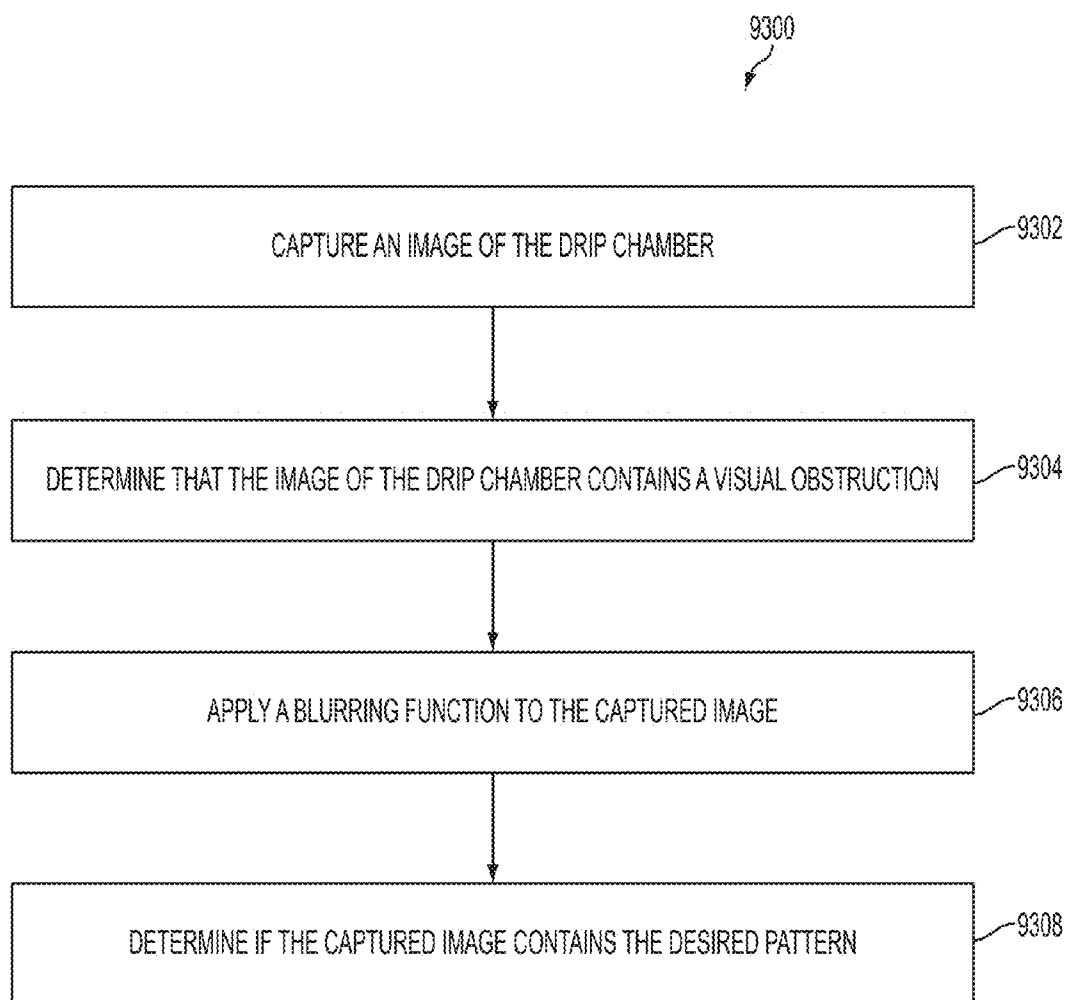 9300
CAPTURE AN IMAGE OF THE DRIP CHAMBER
9302
DETERMINE THAT THE IMAGE OF THE DRIP CHAMBER CONTAINS A VISUAL OBSTRUCTION
9304
APPLY A BLURRING FUNCTION TO THE CAPTURED IMAGE
9306
DETERMINE IF THE CAPTURED IMAGE CONTAINS THE DESIRED PATTERN
9308